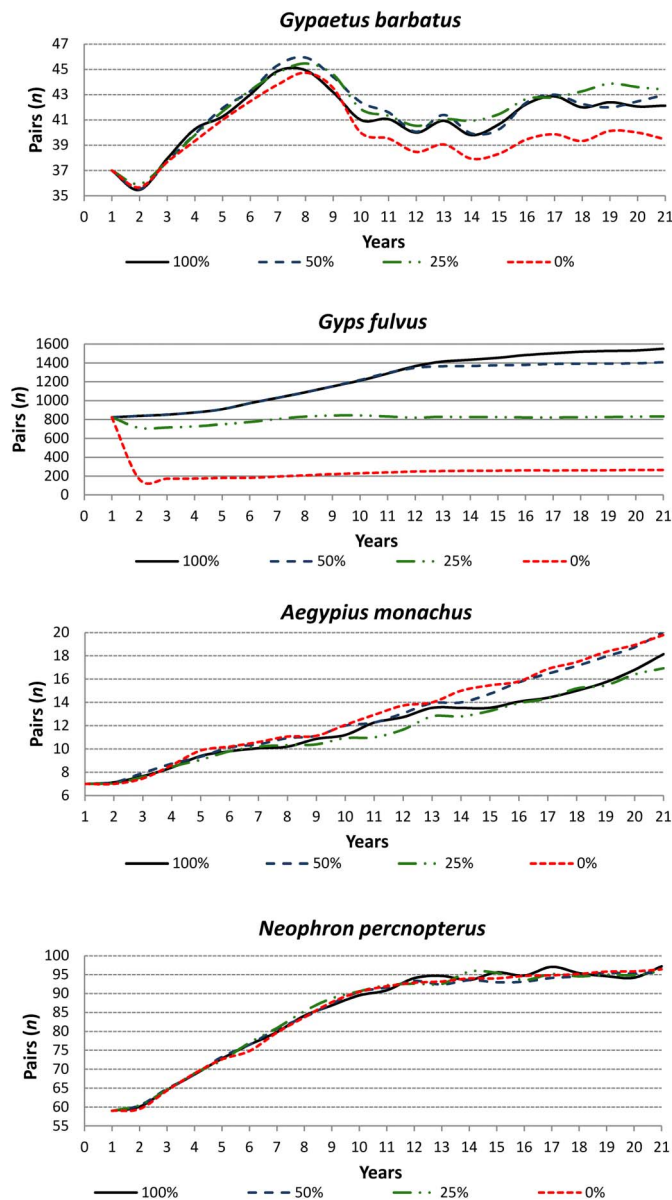 Gypaetus barbatus
47
45
43
41
39
37
35
Pairs (n)
0 1 2 3 4 5 6 7 8 9 10 11 12 13 14 15 16 17 18 19 20 21
Years
100% 50% 25% 0%
Gyps fulvus
1600
1400
1200
1000
800
600
400
200
0
Pairs (n)
0 1 2 3 4 5 6 7 8 9 10 11 12 13 14 15 16 17 18 19 20 21
Years
100% 50% 25% 0%
Aegypius monachus
20
18
16
14
12
10
8
6
Pairs (n)
1 2 3 4 5 6 7 8 9 10 11 12 13 14 15 16 17 18 19 20 21
Years
100% 50% 25% 0%
Neophron percnopterus
100
95
90
85
80
75
70
65
60
55
Pairs (n)
0 1 2 3 4 5 6 7 8 9 10 11 12 13 14 15 16 17 18 19 20 21
Years
100% 50% 25% 0%